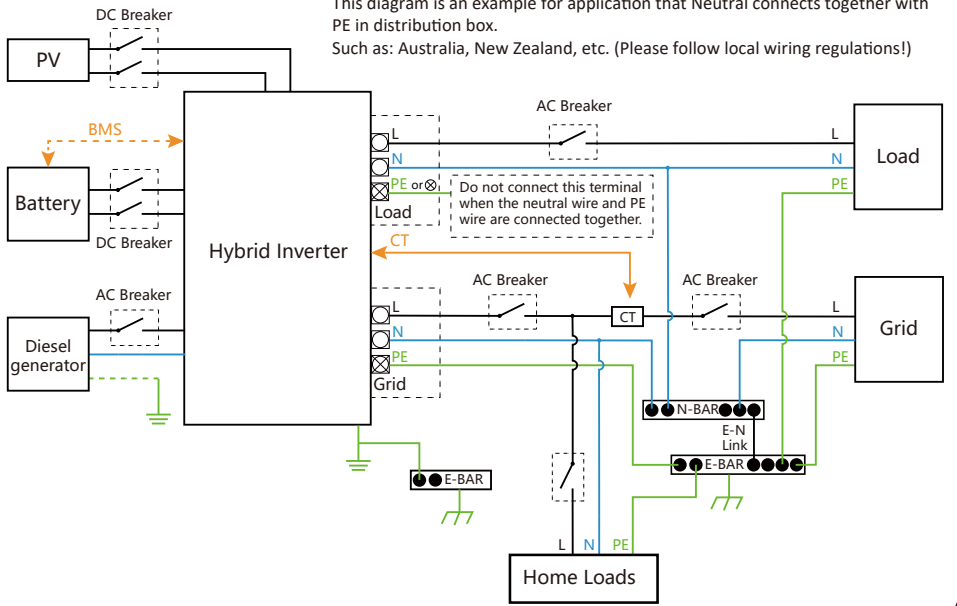 This diagram is an example for application that Neutral connects together with
PE in distribution box.
Such as: Australia, New Zealand, etc. (Please follow local wiring regulations!)
DC Breaker
PV
BMS
Battery
DC Breaker
AC Breaker
Diesel
generator
Hybrid Inverter
L
N
PE or
Load
Do not connect this terminal
when the neutral wire and PE
wire are connected together.
CT
AC Breaker
L
N
PE
Load
L
N
PE
Grid
AC Breaker
CT
AC Breaker
L
N
PE
Grid
N-BAR
E-N
Link
E-BAR
E-BAR
L
N
PE
Home Loads